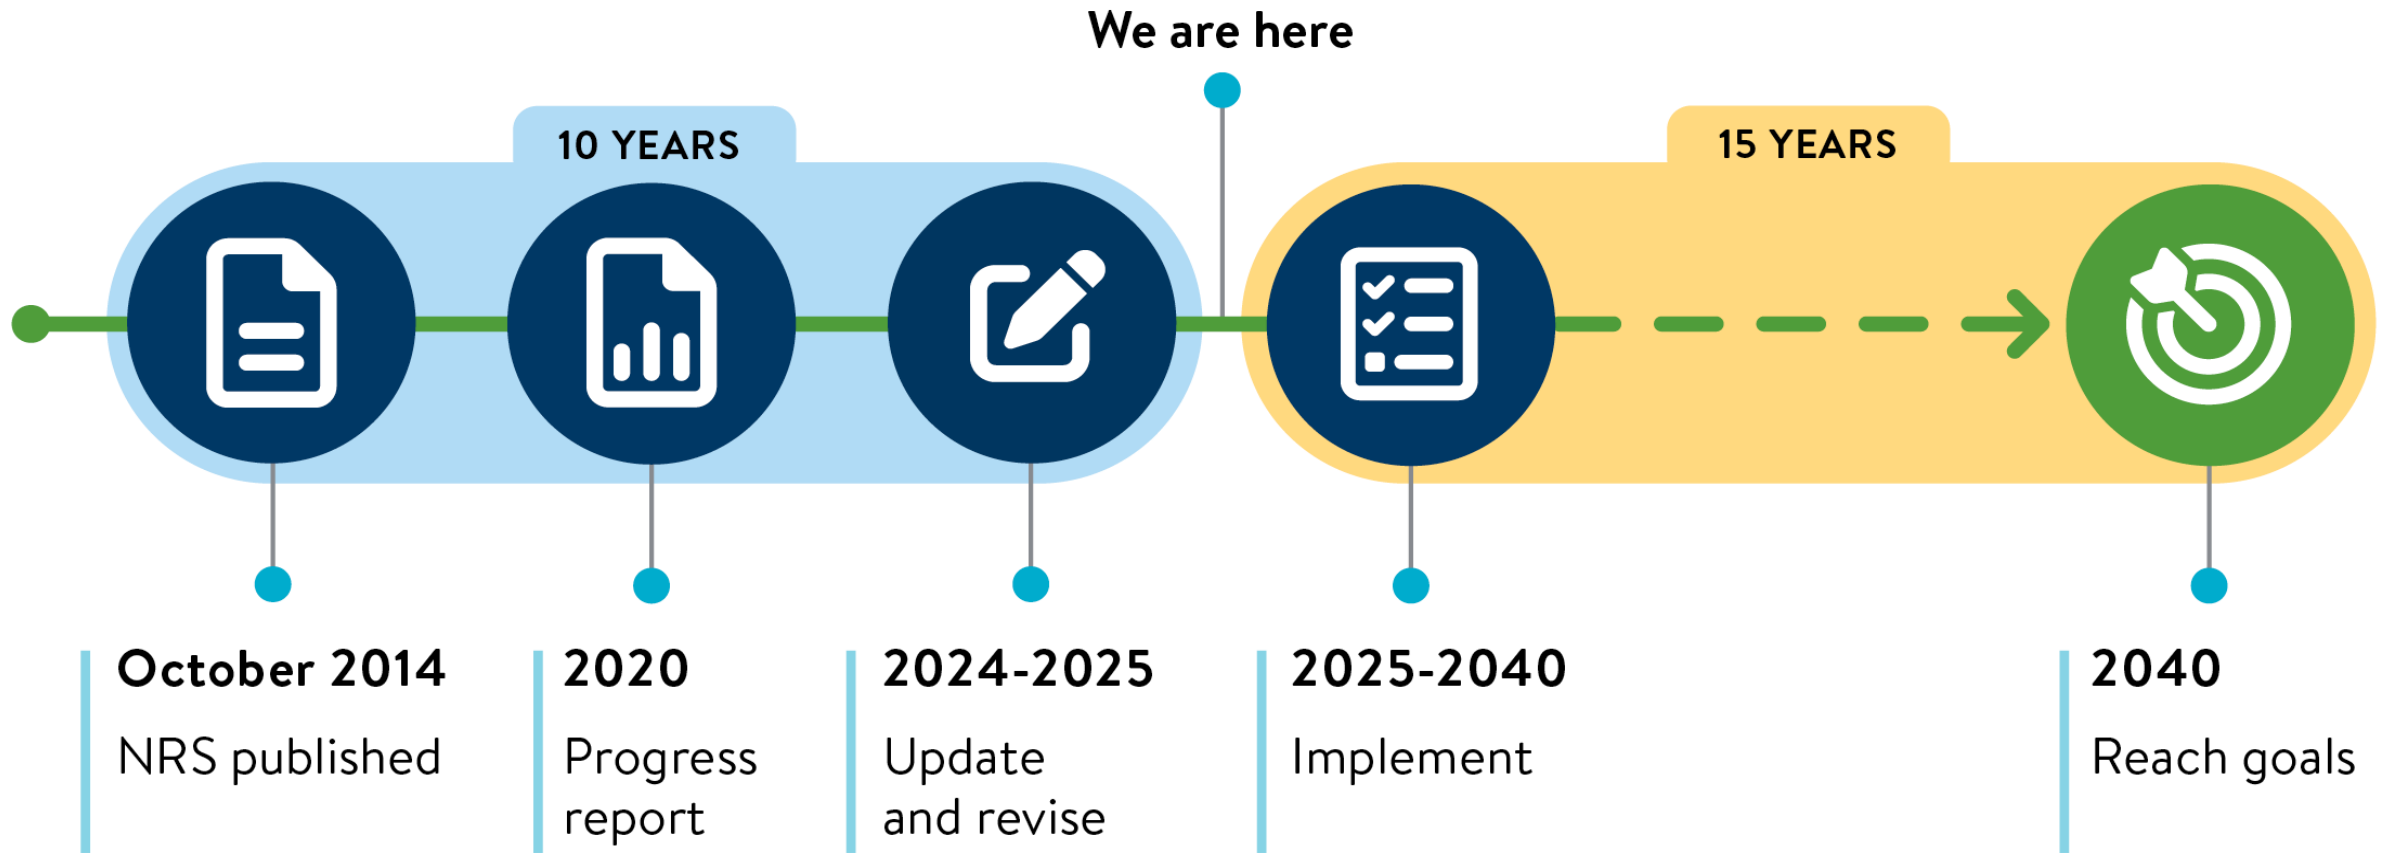 We are here
10 YEARS
15 YEARS
October 2014
NRS published
2020
Progress
report
2024-2025
Update
and revise
2025-2040
Implement
2040
Reach goals